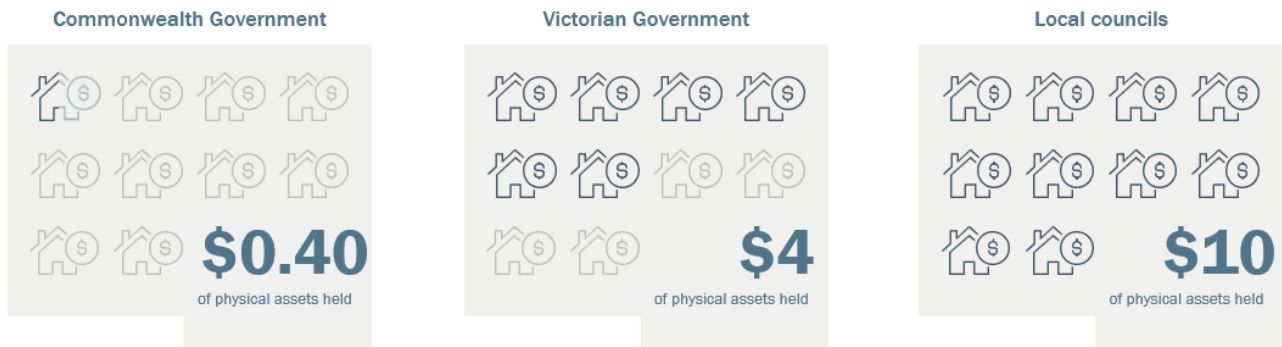 Commonwealth Government
$0.40
of physical assets held
Victorian Government
$4
of physical assets held
Local councils
$10
of physical assets held